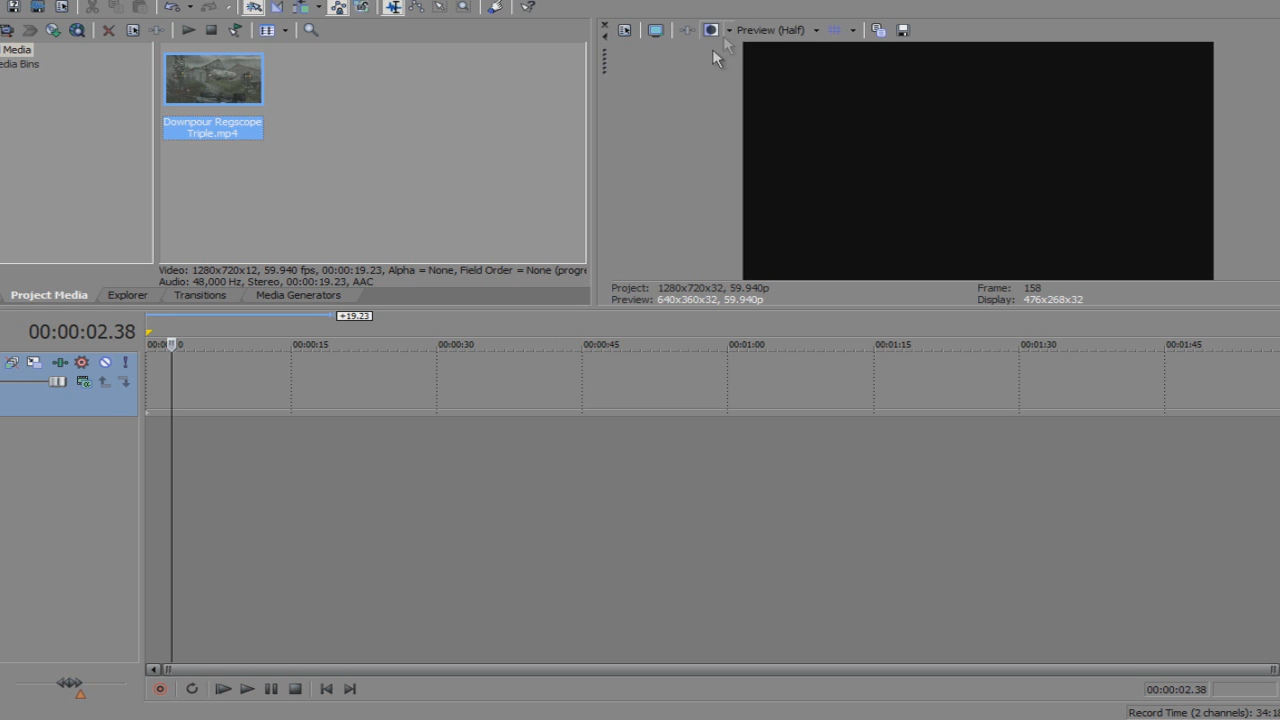 Preview (Half)
Media
edia Bins
Downpour Regscope
Triple.mp4
Video: 1280x720x12, 59.940 fps, 00:00:19.23, Alpha = None, Field Order = None (progre
Audio: 48,000 Hz, Stereo, 00:00:19.23, AAC
Project Media
Explorer
Transitions
Media Generators
Project: 1280x720x32, 59.940p
Frame: 158
Preview: 640x360x32, 59.940p
Display: 476x268x32
00:00:02.38
+19.23
00:00:15
00:00:30
00:00:45
00:01:00
00:01:15
00:01:30
00:01:45
00:00:02.38
Record Time (2 channels): 34:1